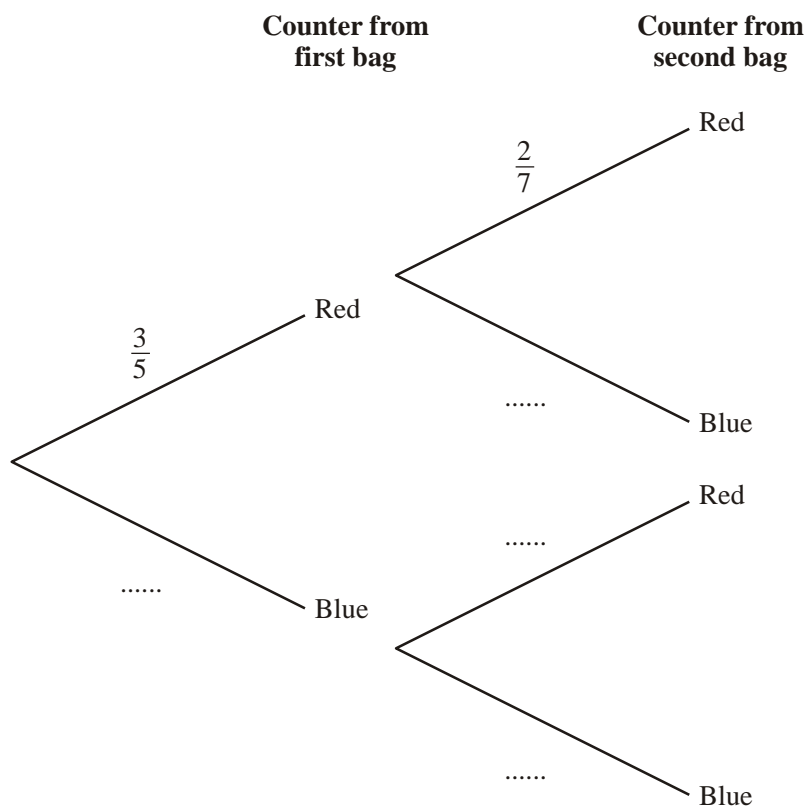 Counter from
first bag
Counter from
second bag
Red
2/7
Red
3/5
......
Blue
Red
......
......
Blue
......
Blue